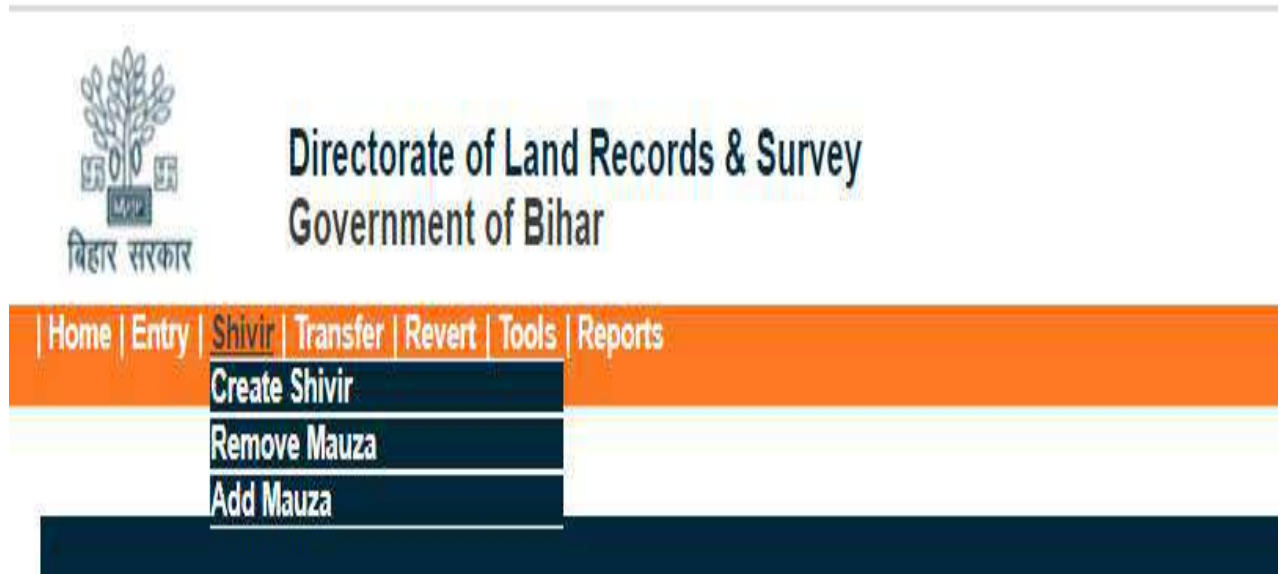 बिहार सरकार
Directorate of Land Records & Survey
Government of Bihar
| Home | Entry | Shivir | Transfer | Revert | Tools | Reports
Create Shivir
Remove Mauza
Add Mauza